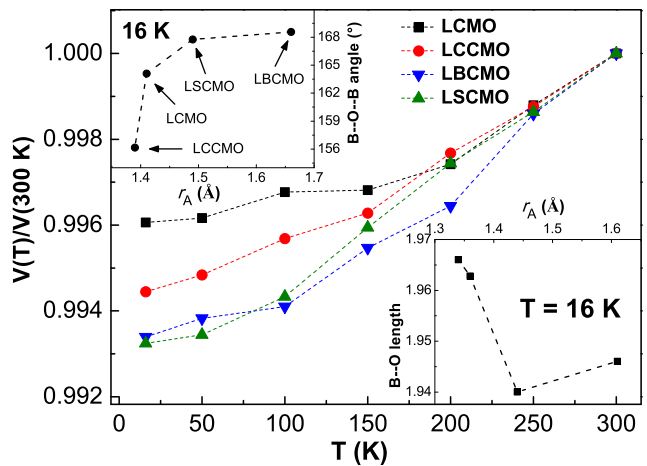 16 K
LSCMO
LBCMO
LCMO
LCCMO
168
165
162
159
156
B--O--B angle (°)
1.4 1.5 1.6 1.7
r_A (Å)
LCMO
LCCMO
LBCMO
LSCMO
1.000
0.998
0.996
0.994
0.992
V(T)/V(300 K)
r_A (Å)
1.3 1.4 1.5 1.6
1.97
1.96
1.95
1.94
B--O length
T = 16 K
0 50 100 150 200 250 300
T (K)